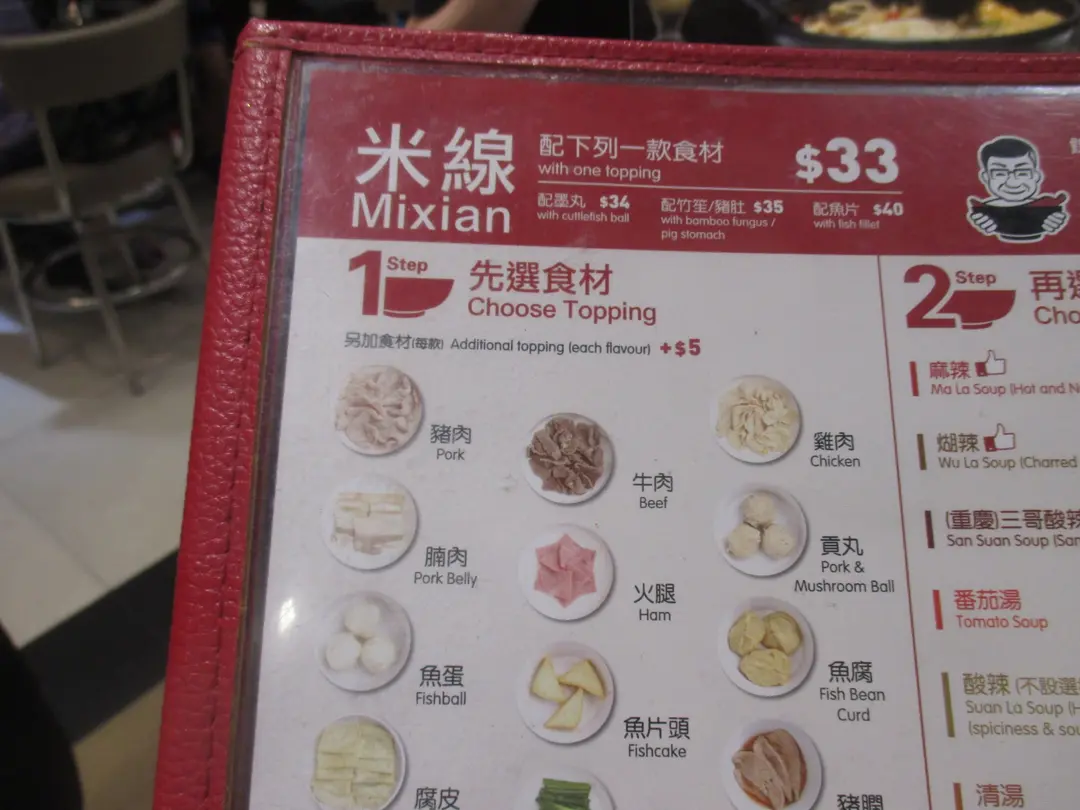 米線
Mixian
配下列一款食材
with one topping
$33
配墨丸 $34
with cuttlefish ball
配竹笙/豬肚 $35
with bamboo fungus /
pig stomach
配魚片 $40
with fish fillet
1 Step
先選食材
Choose Topping
另加食材(每款) Additional topping (each flavour) +$5
豬肉
Pork
牛肉
Beef
雞肉
Chicken
腩肉
Pork Belly
火腿
Ham
貢丸
Pork &
Mushroom Ball
魚蛋
Fishball
魚片頭
Fishcake
魚腐
Fish Bean
Curd
腐皮
豬膶
2 Step
再選
麻辣
Ma La Soup (Hot and
煳辣
Wu La Soup (Charred
(重慶)三哥酸辣
San Suan Soup
番茄湯
Tomato Soup
酸辣 (不設選
Suan La Soup
(spiciness &
清湯